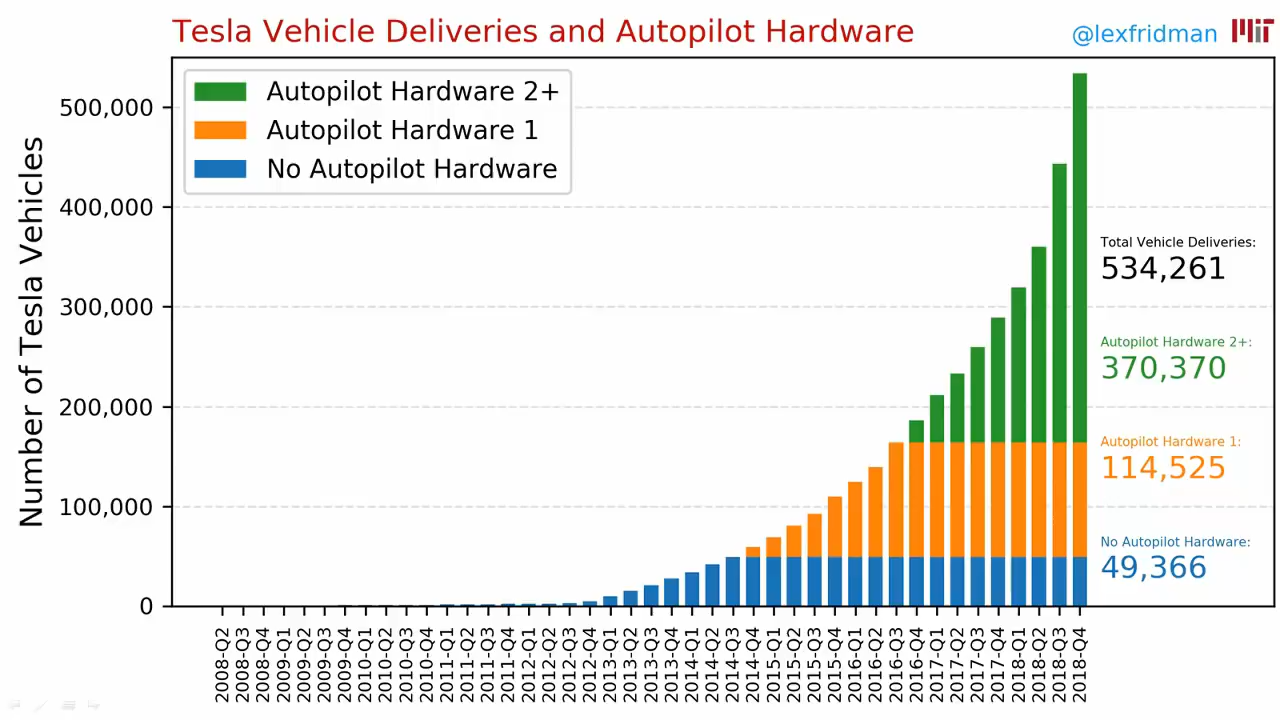 Tesla Vehicle Deliveries and Autopilot Hardware
@lexfridman
MIT
Autopilot Hardware 2+
Autopilot Hardware 1
No Autopilot Hardware
Number of Tesla Vehicles
500,000
400,000
300,000
200,000
100,000
0
Total Vehicle Deliveries:
534,261
Autopilot Hardware 2+:
370,370
Autopilot Hardware 1:
114,525
No Autopilot Hardware:
49,366
2008-Q2
2008-Q3
2008-Q4
2009-Q1
2009-Q2
2009-Q3
2009-Q4
2010-Q1
2010-Q2
2010-Q3
2010-Q4
2011-Q1
2011-Q2
2011-Q3
2011-Q4
2012-Q1
2012-Q2
2012-Q3
2012-Q4
2013-Q1
2013-Q2
2013-Q3
2013-Q4
2014-Q1
2014-Q2
2014-Q3
2014-Q4
2015-Q1
2015-Q2
2015-Q3
2015-Q4
2016-Q1
2016-Q2
2016-Q3
2016-Q4
2017-Q1
2017-Q2
2017-Q3
2017-Q4
2018-Q1
2018-Q2
2018-Q3
2018-Q4